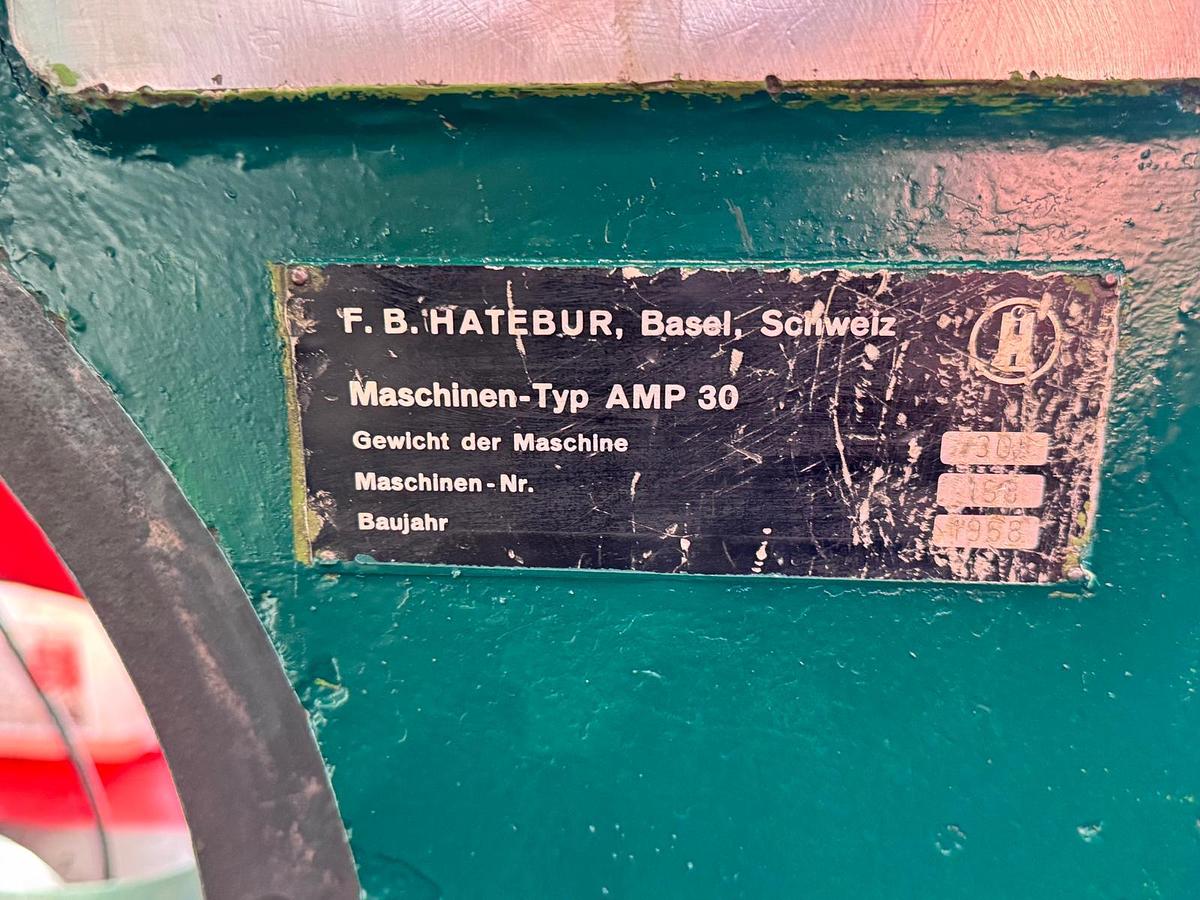 F. B. HATEBUR, Basel, Schweiz
Maschinen-Typ AMP 30
Gewicht der Maschine
Maschinen-Nr.
Baujahr 1968